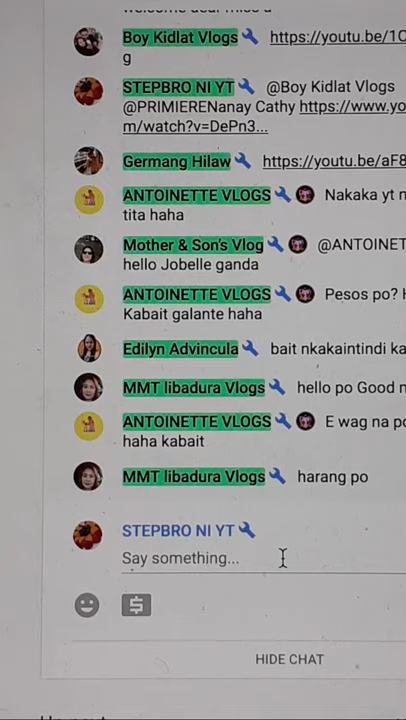 Boy Kidlat Vlogs https://youtu.be/1C
g
STEPBRO NI YT @Boy Kidlat Vlogs
@PRIMIERENanay Cathy https://www.yo
m/watch?v=DePn3...
Germang Hilaw https://youtu.be/aF8
ANTOINETTE VLOGS Nakaka yt n
tita haha
Mother & Son's Vlog @ANTOINET
hello Jobelle ganda
ANTOINETTE VLOGS Pesos po? H
Kabait galante haha
Edilyn Advincula bait nkakaintindi ka
MMT libadura Vlogs hello po Good n
ANTOINETTE VLOGS E wag na po
haha kabait
MMT libadura Vlogs harang po
STEPBRO NI YT
Say something...
HIDE CHAT